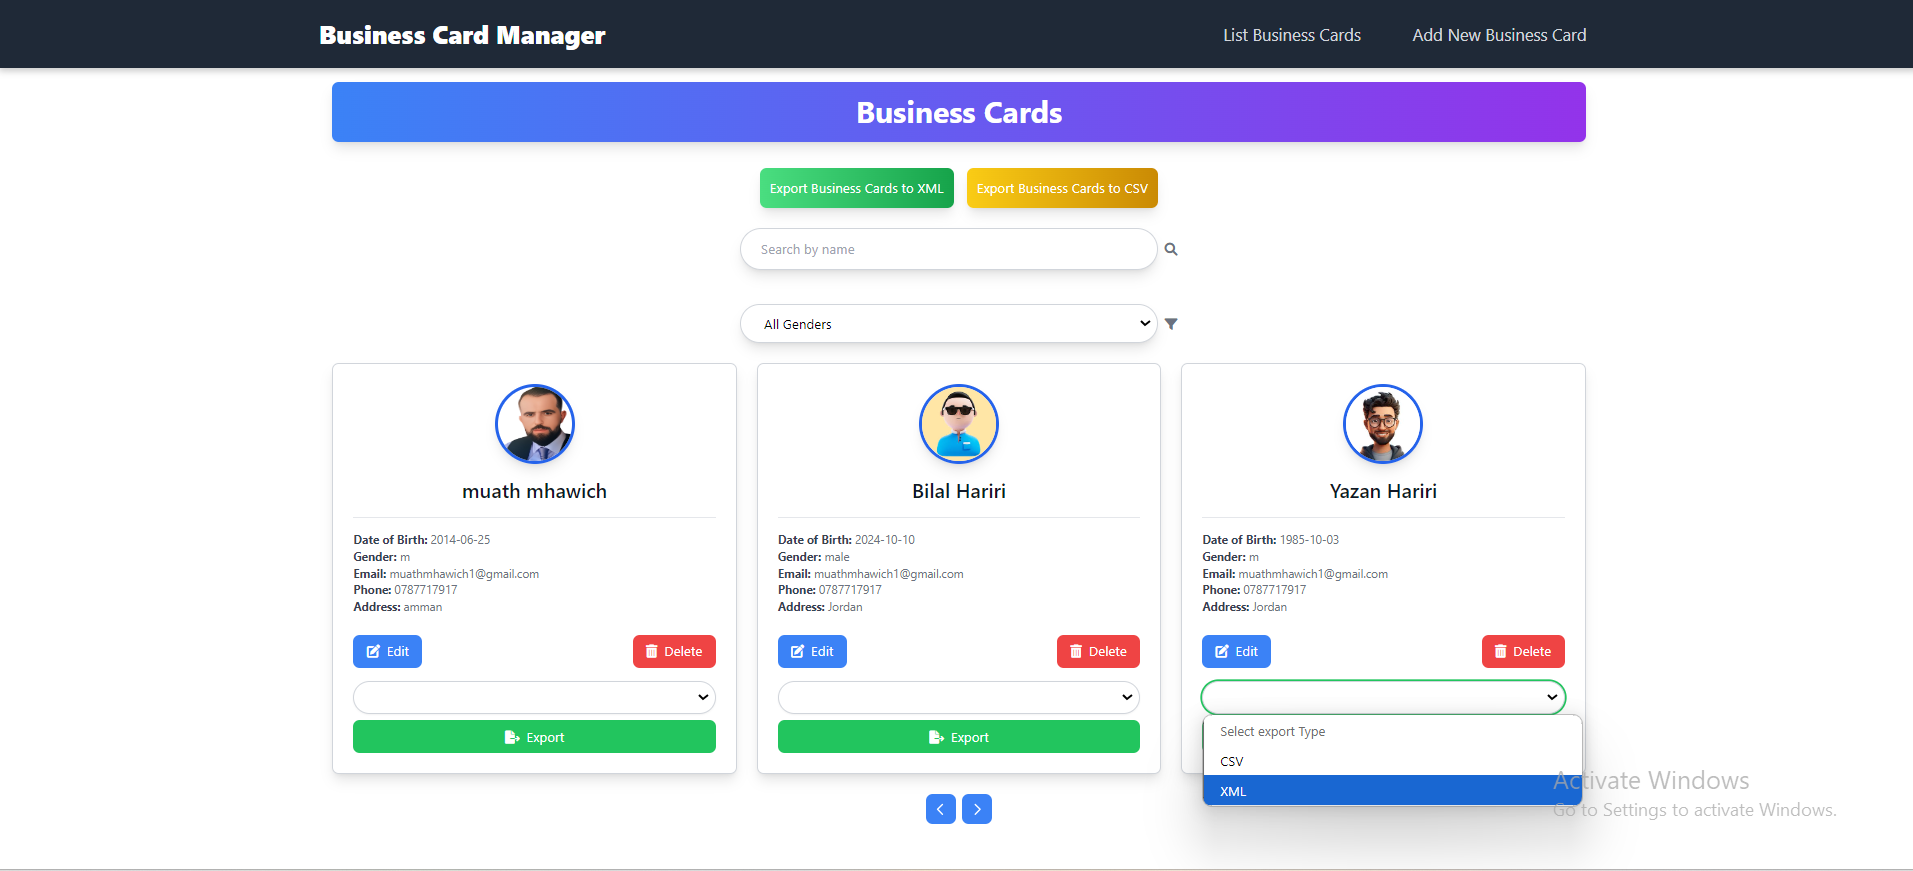 Business Card Manager
List Business Cards
Add New Business Card
Business Cards
Export Business Cards to XML
Export Business Cards to CSV
Search by name
All Genders
muath mhawich
Date of Birth: 2014-06-25
Gender: m
Email: muathmhawich1@gmail.com
Phone: 0787717917
Address: amman
Edit
Delete
Export
Bilal Hariri
Date of Birth: 2024-10-10
Gender: male
Email: muathmhawich1@gmail.com
Phone: 0787717917
Address: Jordan
Edit
Delete
Export
Yazan Hariri
Date of Birth: 1985-10-03
Gender: m
Email: muathmhawich1@gmail.com
Phone: 0787717917
Address: Jordan
Edit
Delete
Select export Type
CSV
XML
Activate Windows
Go to Settings to activate Windows.